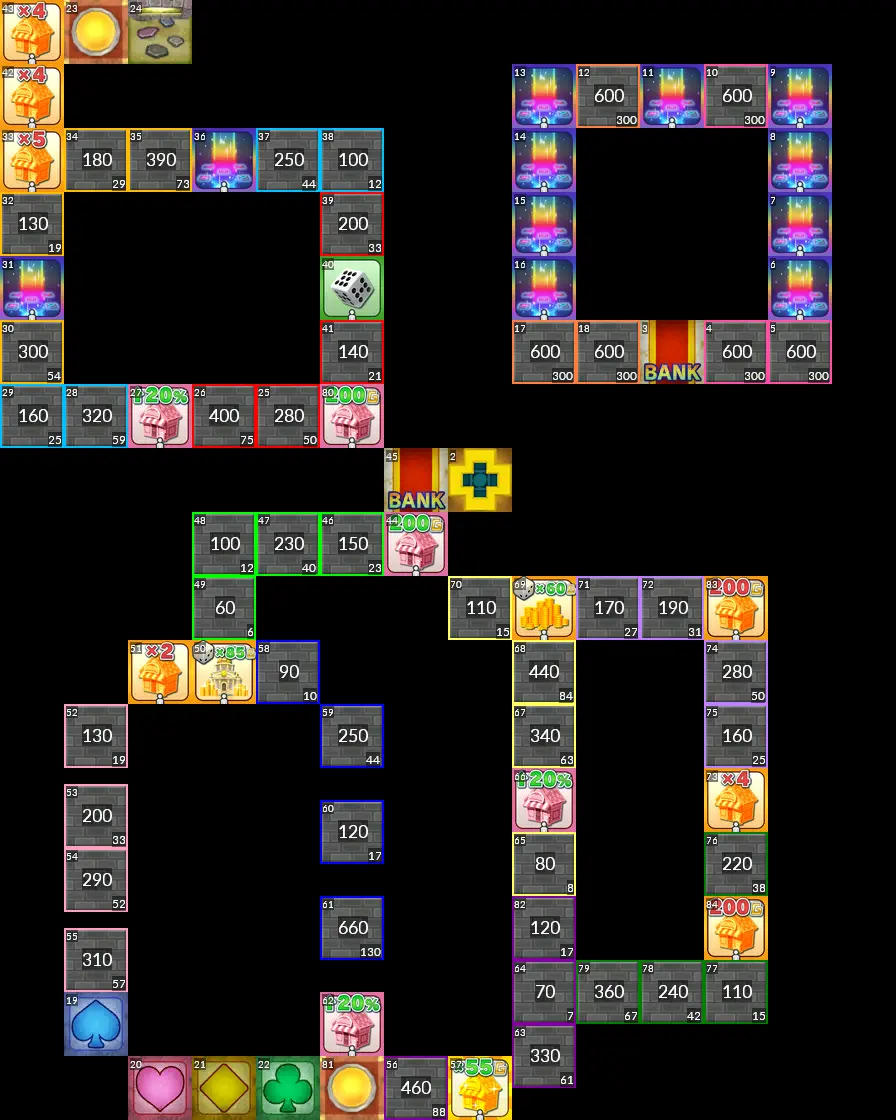 43 ×4 23 24
42 ×4 13 12 600 300 11 10 600 300 9
33 ×5 34 180 29 35 390 73 36 37 250 44 38 100 12 14 8
32 130 19 39 200 33 15 7
31 40 16 6
30 300 54 41 140 21 17 600 300 18 600 300 3 BANK 4 600 300 5 600 300
29 160 25 28 320 59 27 20% 26 400 75 25 280 50 80 200G
45 BANK 2
48 100 12 47 230 40 46 150 23 44 200G
49 60 6 70 110 15 69 ×60 71 170 27 72 190 31 83 200G
51 ×2 50 ×85 58 90 10 68 440 84 74 280 50
52 130 19 59 250 44 67 340 63 75 160 25
53 200 33 60 120 17 66 20% 73 ×4
54 290 52 65 80 8 76 220 38
55 310 57 61 660 130 82 120 17 84 200G
19 62 20% 64 70 7 79 360 67 78 240 42 77 110 15
20 21 22 81 56 460 88 57 ×55 63 330 61